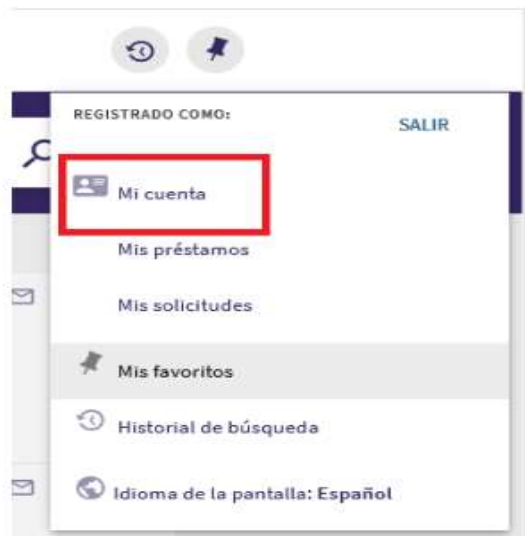 REGISTRADO COMO:
SALIR
Mi cuenta
Mis préstamos
Mis solicitudes
Mis favoritos
Historial de búsqueda
Idioma de la pantalla: Español